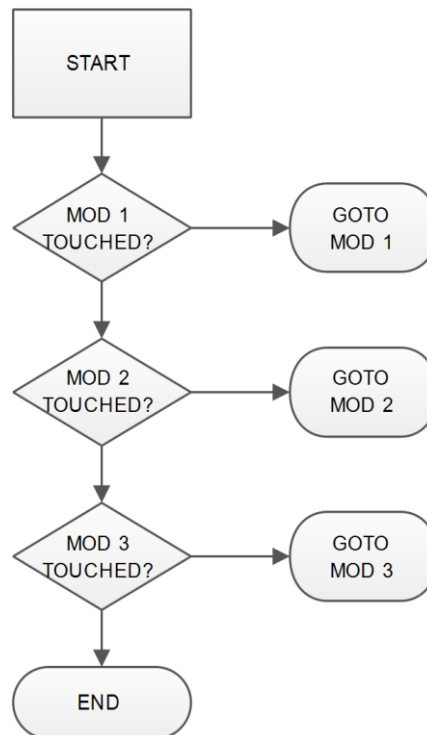 START
MOD 1
TOUCHED?
GOTO
MOD 1
MOD 2
TOUCHED?
GOTO
MOD 2
MOD 3
TOUCHED?
GOTO
MOD 3
END